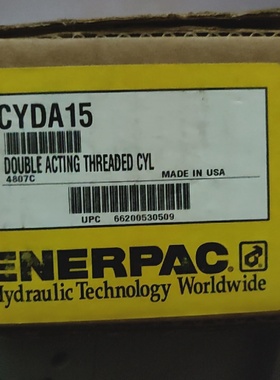 CYDA15
DOUBLE ACTING THREADED CYL
4807C
MADE IN USA
UPC 66200530509
ENERPAC.
Hydraulic Technology Worldwide